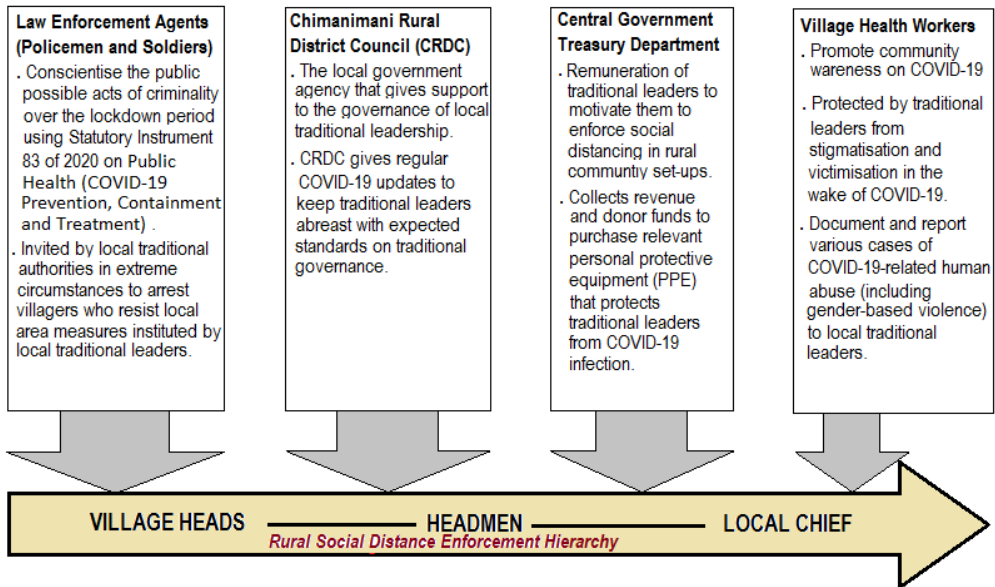 Law Enforcement Agents
(Policemen and Soldiers)
. Conscientise the public
possible acts of criminality
over the lockdown period
using Statutory Instrument
83 of 2020 on Public
Health (COVID-19
Prevention, Containment
and Treatment) .
. Invited by local traditional
authorities in extreme
circumstances to arrest
villagers who resist local
area measures instituted by
local traditional leaders.
Chimanimani Rural
District Council (CRDC)
. The local government
agency that gives support
to the governance of local
traditional leadership.
. CRDC gives regular
COVID-19 updates to
keep traditional leaders
abreast with expected
standards on traditional
governance.
Central Government
Treasury Department
. Remuneration of
traditional leaders to
motivate them to
enforce social
distancing in rural
community set-ups.
. Collects revenue
and donor funds to
purchase relevant
personal protective
equipment (PPE)
that protects
traditional leaders
from COVID-19
infection.
Village Health Workers
. Promote community
wareness on COVID-19
. Protected by traditional
leaders from
stigmatisation and
victimisation in the
wake of COVID-19.
. Document and report
various cases of
COVID-19-related human
abuse (including
gender-based violence)
to local traditional
leaders.
VILLAGE HEADS HEADMEN LOCAL CHIEF
Rural Social Distance Enforcement Hierarchy